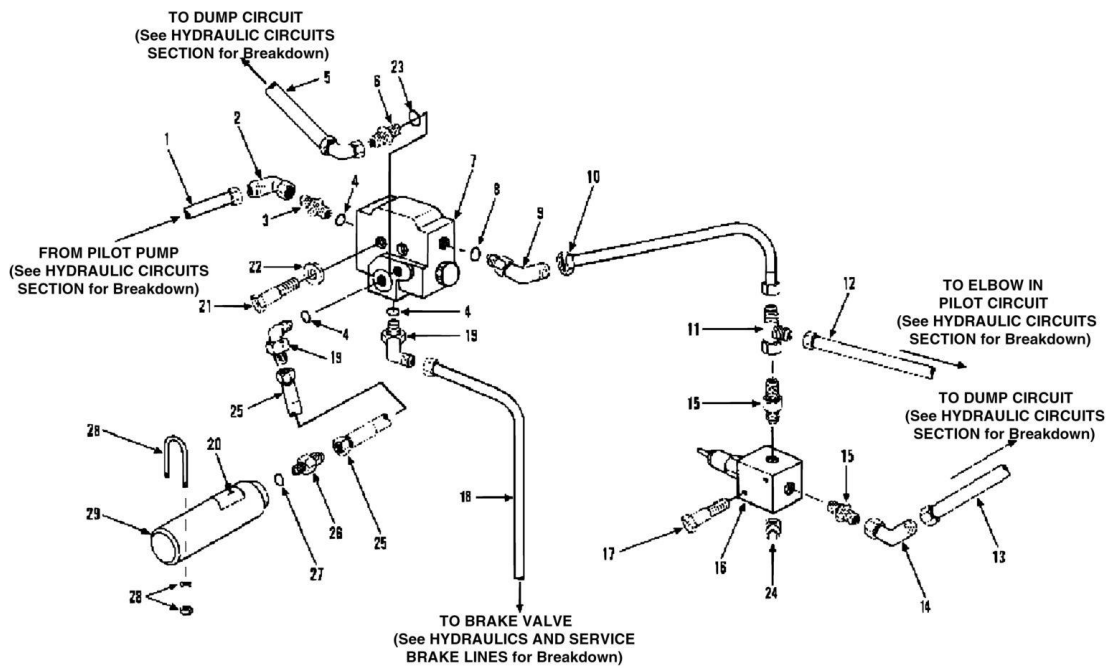 TO DUMP CIRCUIT
(See HYDRAULIC CIRCUITS
SECTION for Breakdown)
5
6
23
2
1
4
7
3
8
9
10
FROM PILOT PUMP
(See HYDRAULIC CIRCUITS
SECTION for Breakdown)
22
21
4
4
19
19
12
TO ELBOW IN
PILOT CIRCUIT
(See HYDRAULIC CIRCUITS
SECTION for Breakdown)
11
25
15
TO DUMP CIRCUIT
(See HYDRAULIC CIRCUITS
SECTION for Breakdown)
28
20
29
26
27
25
18
15
17
16
24
14
13
28
TO BRAKE VALVE
(See HYDRAULICS AND SERVICE
BRAKE LINES for Breakdown)